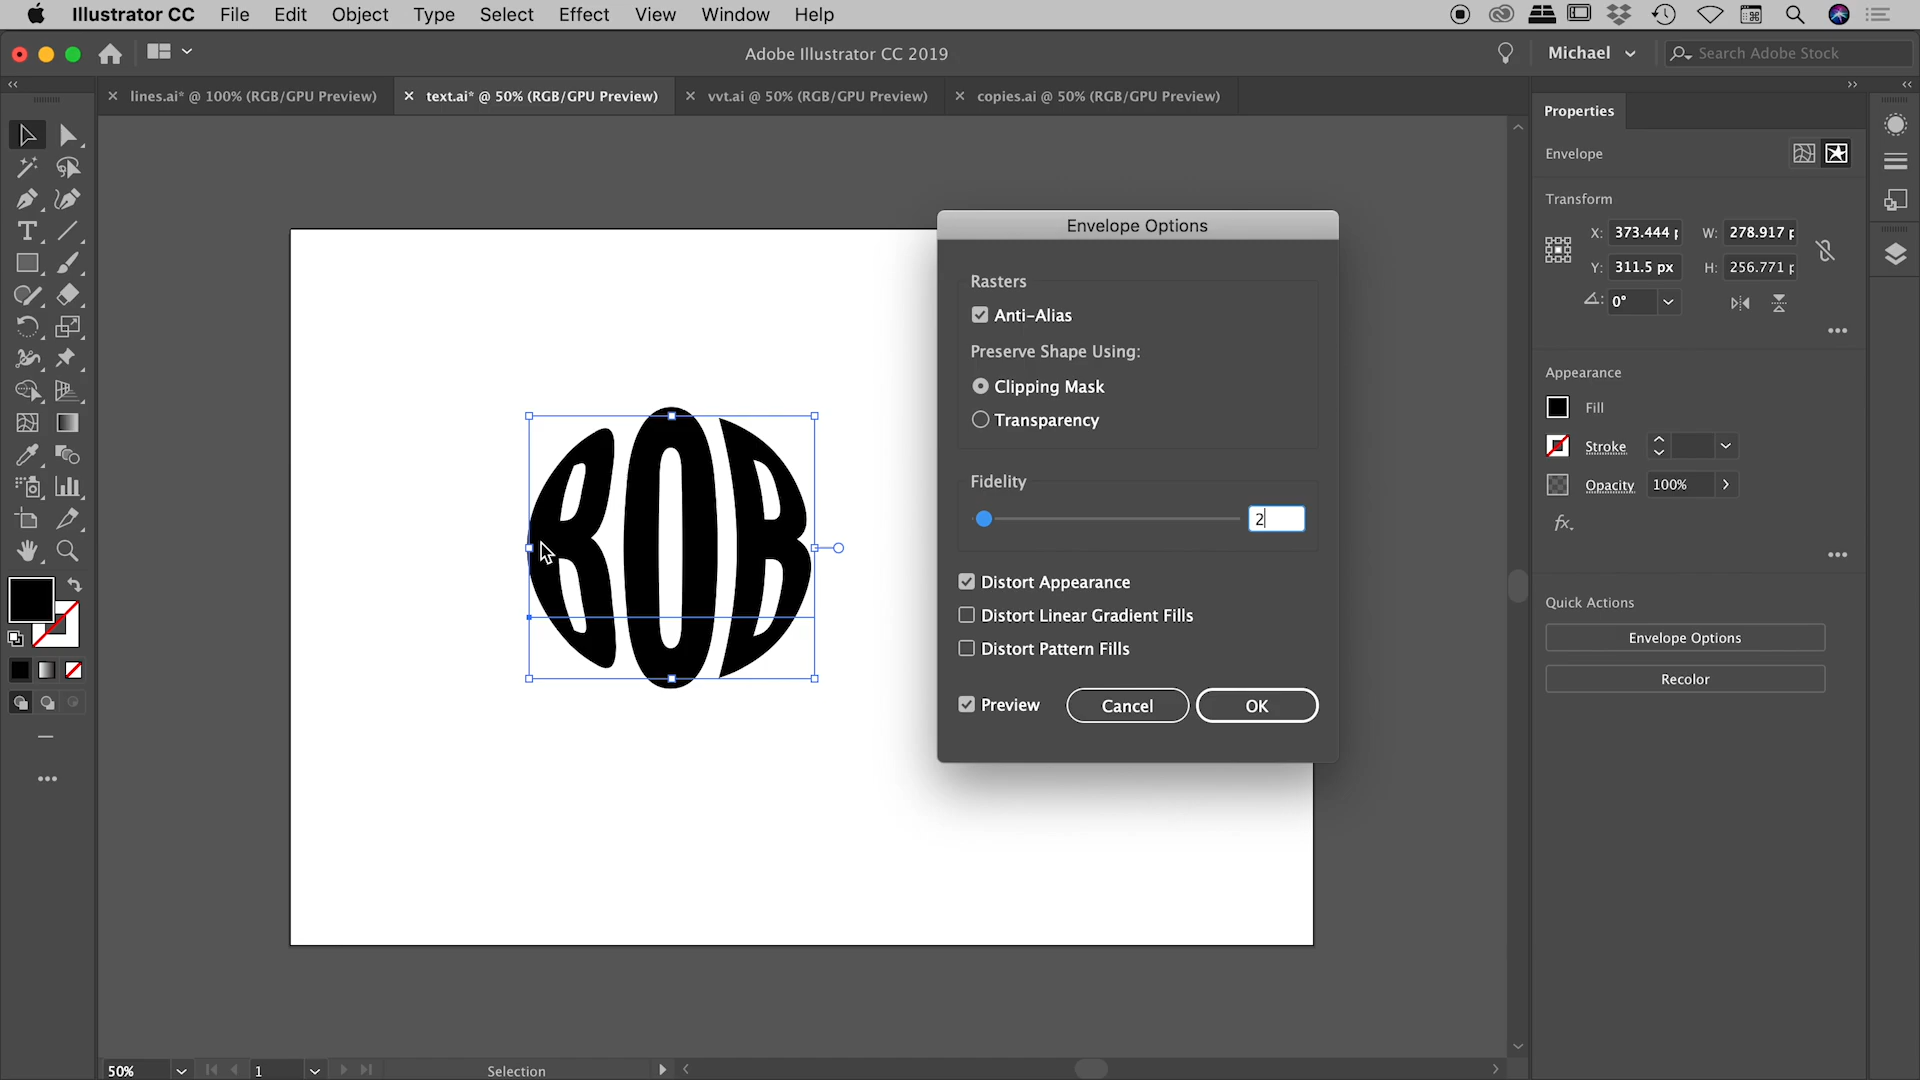 Illustrator CC File Edit Object Type Select Effect View Window Help
Adobe Illustrator CC 2019
Michael
Search Adobe Stock
lines.ai* @ 100% (RGB/GPU Preview)
text.ai* @ 50% (RGB/GPU Preview)
vvt.ai @ 50% (RGB/GPU Preview)
copies.ai @ 50% (RGB/GPU Preview)
BOB
Envelope Options
Rasters
Anti-Alias
Preserve Shape Using:
Clipping Mask
Transparency
Fidelity
2
Distort Appearance
Distort Linear Gradient Fills
Distort Pattern Fills
Preview
Cancel
OK
Properties
Envelope
Transform
X: 373.444 p W: 278.917 p
Y: 311.5 px H: 256.771 p
0°
Appearance
Fill
Stroke
Opacity 100%
fx.
Quick Actions
Envelope Options
Recolor
50%
1
Selection